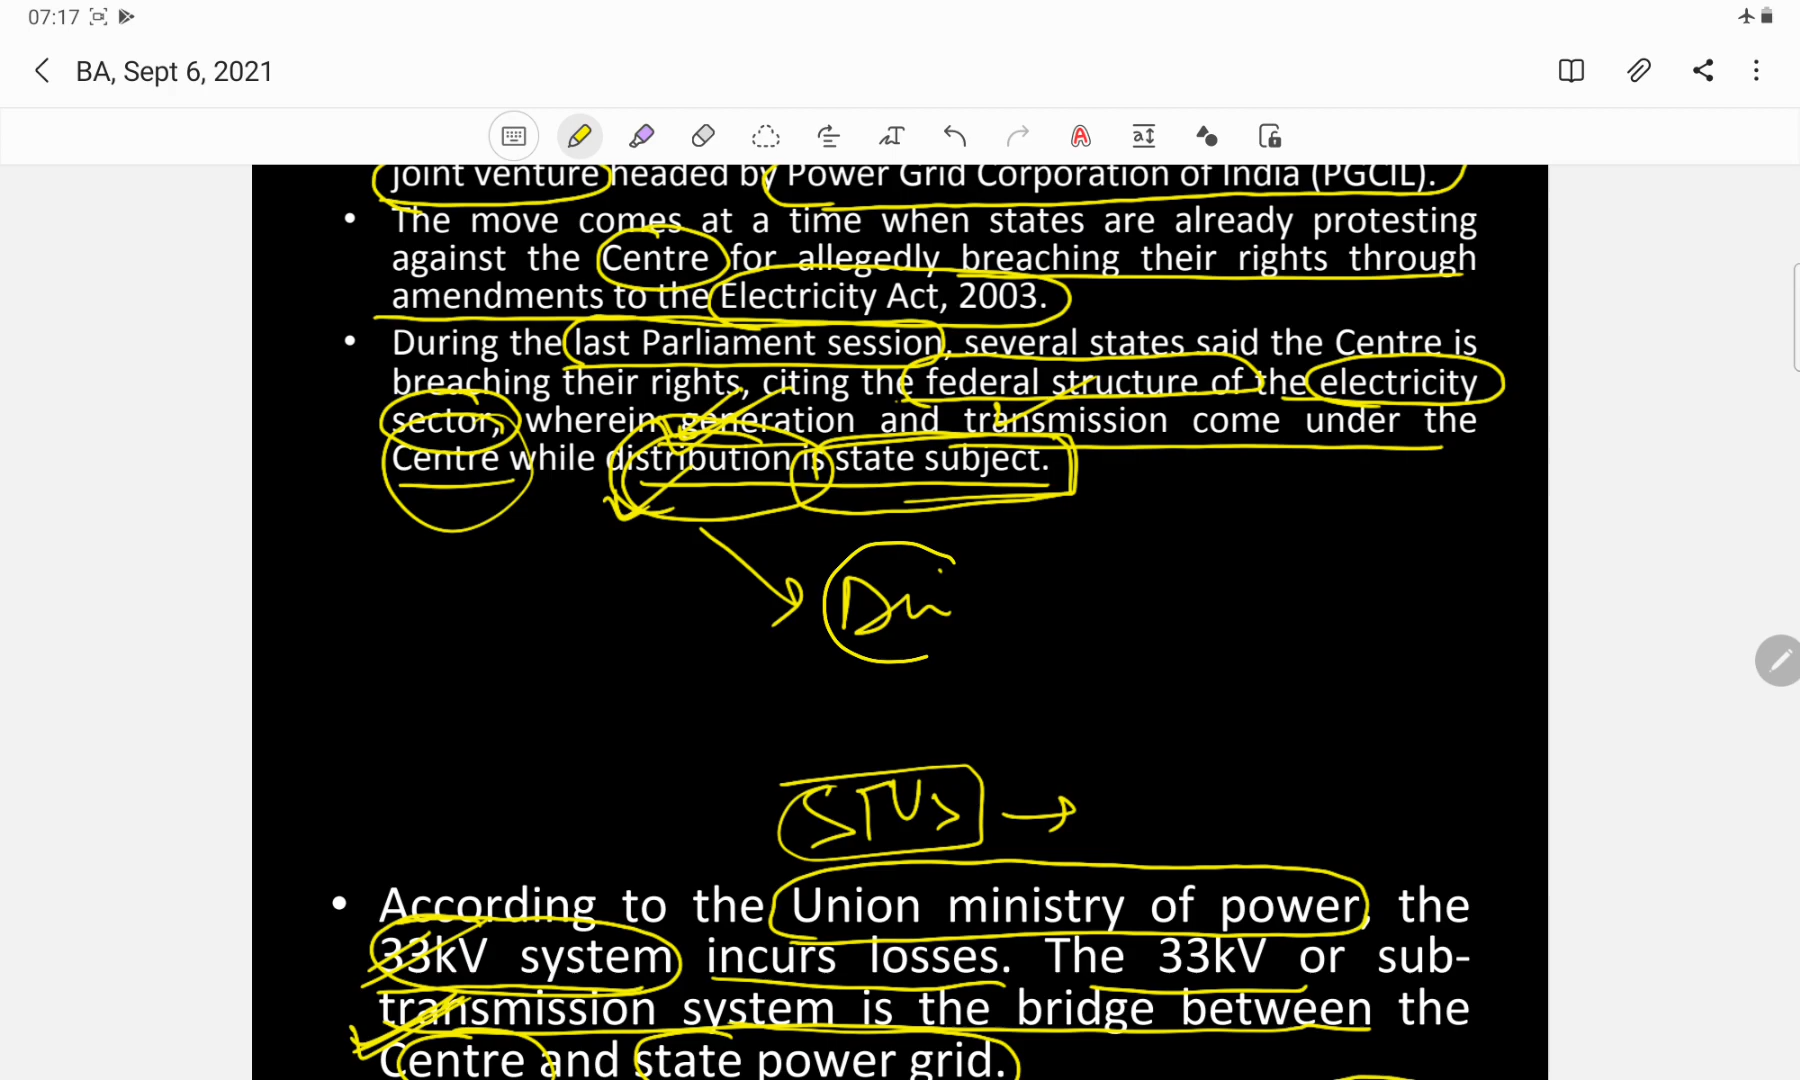 07:17
BA, Sept 6, 2021
joint venture headed by Power Grid Corporation of India (PGCIL).
• The move comes at a time when states are already protesting
against the Centre for allegedly breaching their rights through
amendments to the Electricity Act, 2003.
• During the last Parliament session, several states said the Centre is
breaching their rights, citing the federal structure of the electricity
sector, wherein generation and transmission come under the
Centre while distribution is state subject.
STUs
• According to the Union ministry of power, the
33kV system incurs losses. The 33kV or sub-
transmission system is the bridge between the
Centre and state power grid.